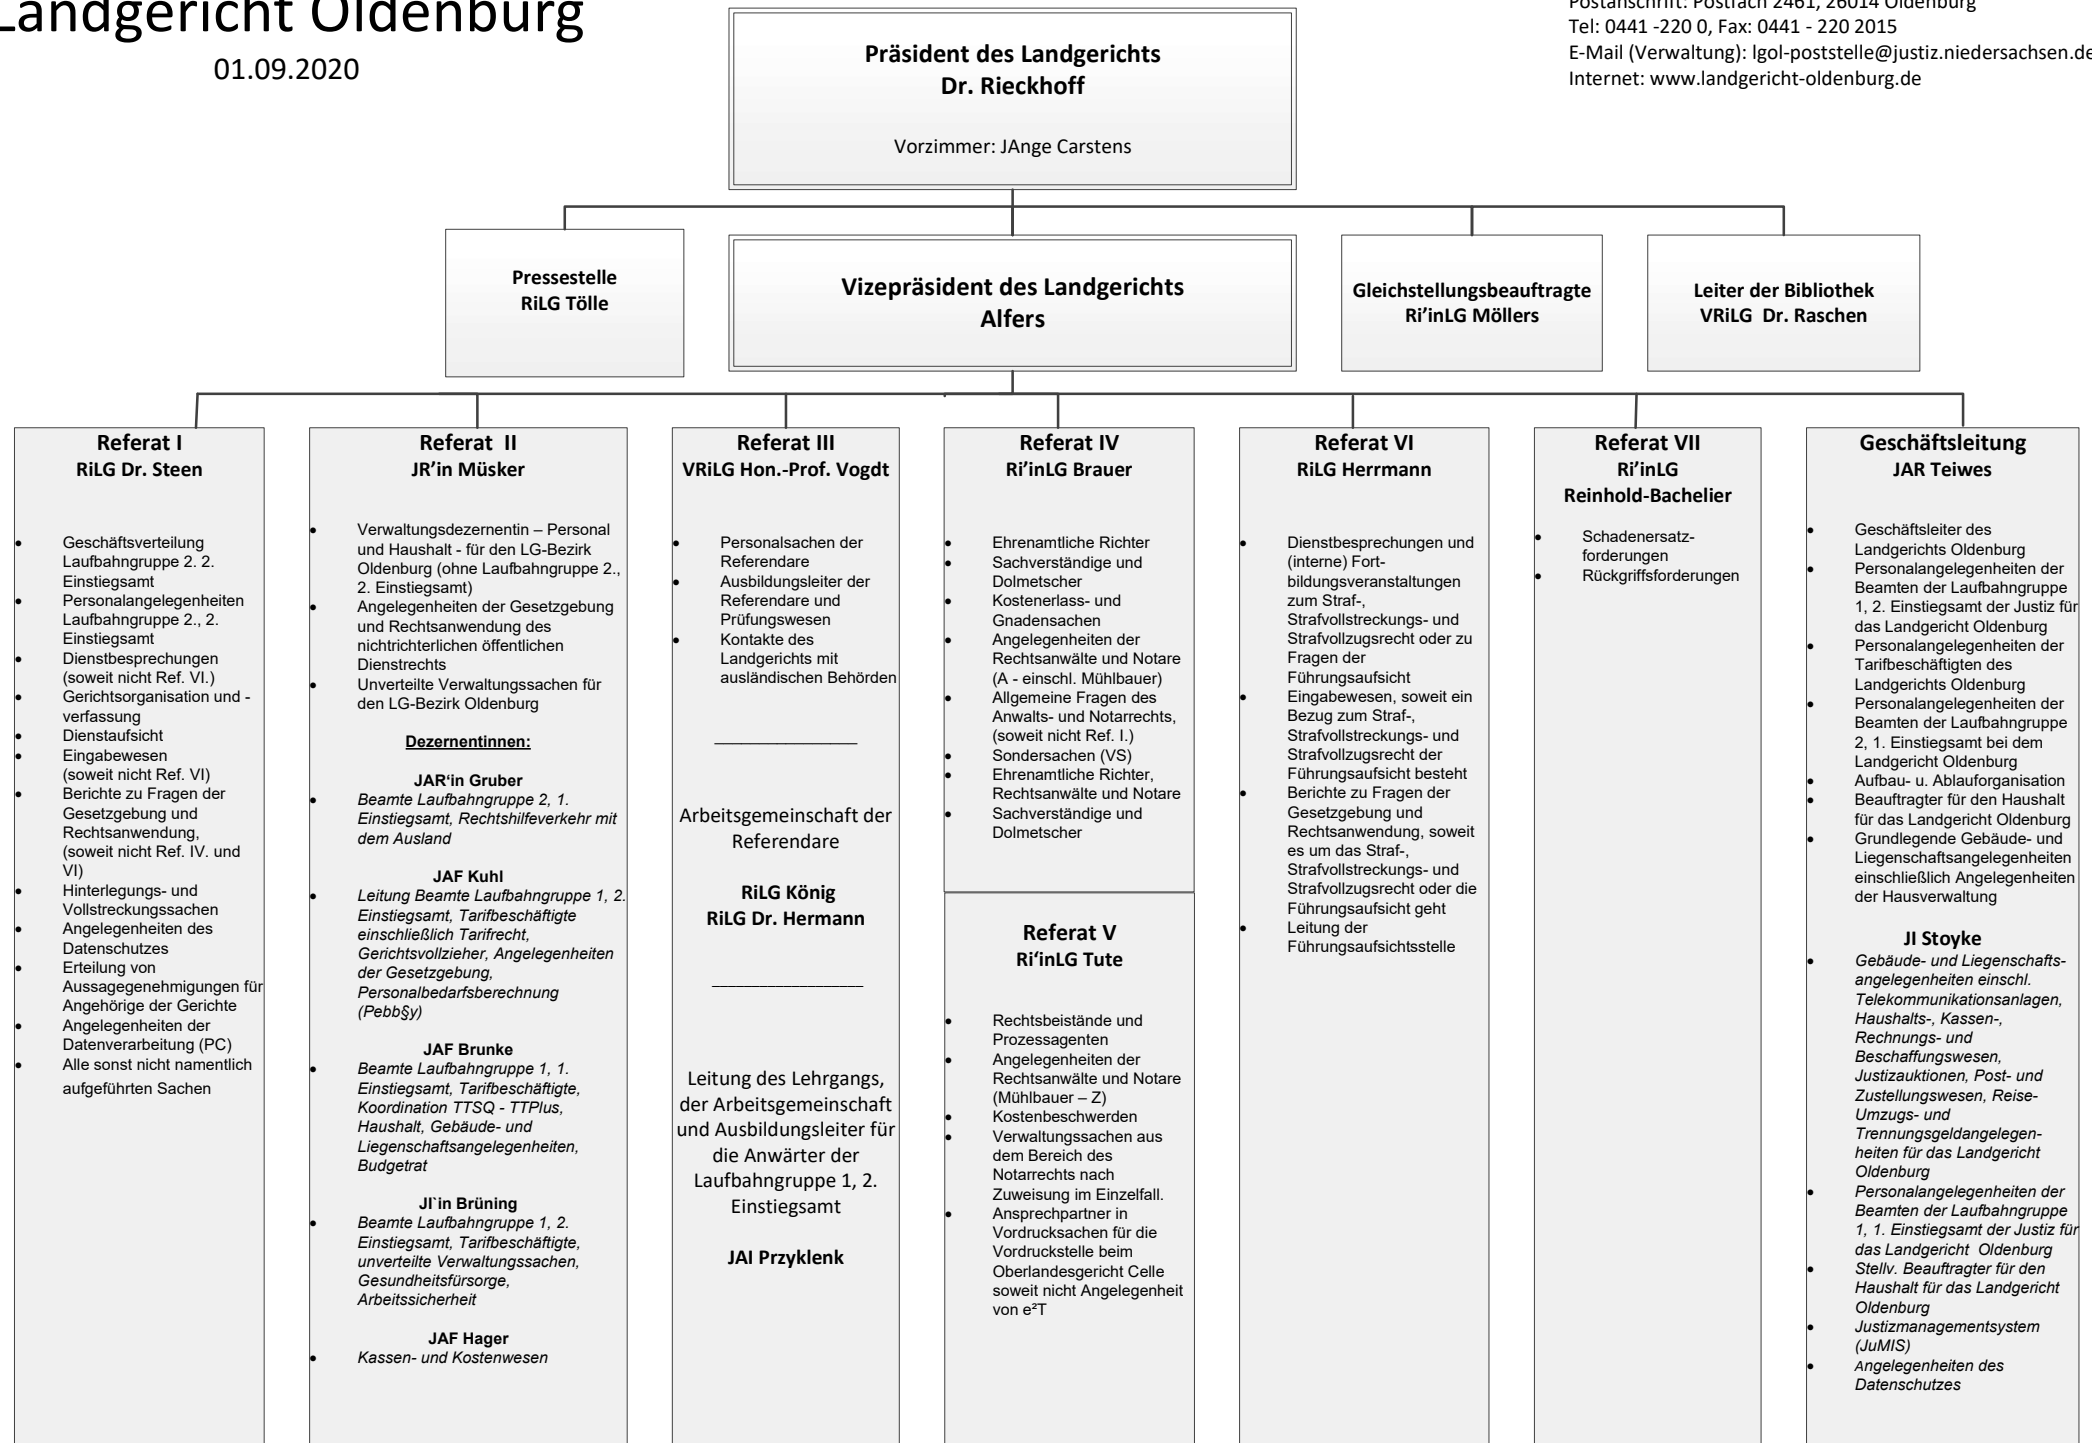 Landgericht Oldenburg
01.09.2020
Postanschrift: Postfach 2461, 26014 Oldenburg
Tel: 0441 -220 0, Fax: 0441 - 220 2015
E-Mail (Verwaltung): lgol-poststelle@justiz.niedersachsen.de
Internet: www.landgericht-oldenburg.de
Präsident des Landgerichts
Dr. Rieckhoff
Vorzimmer: JAnge Carstens
Pressestelle
RiLG Tölle
Vizepräsident des Landgerichts
Alfers
Gleichstellungsbeauftragte
Ri’inLG Möllers
Leiter der Bibliothek
VRiLG Dr. Raschen
Referat I
RiLG Dr. Steen
• Geschäftsverteilung
Laufbahngruppe 2. 2.
Einstiegsamt
• Personalangelegenheiten
Laufbahngruppe 2., 2.
Einstiegsamt
• Dienstbesprechungen
(soweit nicht Ref. VI.)
• Gerichtsorganisation und -
verfassung
• Dienstaufsicht
• Eingabewesen
(soweit nicht Ref. VI)
• Berichte zu Fragen der
Gesetzgebung und
Rechtsanwendung,
(soweit nicht Ref. IV. und
VI)
• Hinterlegungs- und
Vollstreckungssachen
• Angelegenheiten des
Datenschutzes
• Erteilung von
Aussagegenehmigungen für
Angehörige der Gerichte
• Angelegenheiten der
Datenverarbeitung (PC)
• Alle sonst nicht namentlich
aufgeführten Sachen
Referat II
JR’in Müsker
• Verwaltungsdezernentin – Personal
und Haushalt - für den LG-Bezirk
Oldenburg (ohne Laufbahngruppe 2.,
2. Einstiegsamt)
• Angelegenheiten der Gesetzgebung
und Rechtsanwendung des
nichtrichterlichen öffentlichen
Dienstrechts
• Unverteilte Verwaltungssachen für
den LG-Bezirk Oldenburg
Dezernentinnen:
JAR‘in Gruber
• Beamte Laufbahngruppe 2, 1.
Einstiegsamt, Rechtshilfeverkehr mit
dem Ausland
JAF Kuhl
• Leitung Beamte Laufbahngruppe 1, 2.
Einstiegsamt, Tarifbeschäftigte
einschließlich Tarifrecht,
Gerichtsvollzieher, Angelegenheiten
der Gesetzgebung,
Personalbedarfsberechnung
(Pebb§y)
JAF Brunke
• Beamte Laufbahngruppe 1, 1.
Einstiegsamt, Tarifbeschäftigte,
Koordination TTSQ - TTPlus,
Haushalt, Gebäude- und
Liegenschaftsangelegenheiten,
Budgetrat
JI`in Brüning
• Beamte Laufbahngruppe 1, 2.
Einstiegsamt, Tarifbeschäftigte,
unverteilte Verwaltungssachen,
Gesundheitsfürsorge,
Arbeitssicherheit
JAF Hager
• Kassen- und Kostenwesen
Referat III
VRiLG Hon.-Prof. Vogdt
• Personalsachen der
Referendare
• Ausbildungsleiter der
Referendare und
Prüfungswesen
• Kontakte des
Landgerichts mit
ausländischen Behörden
Arbeitsgemeinschaft der
Referendare
RiLG König
RiLG Dr. Hermann
Leitung des Lehrgangs,
der Arbeitsgemeinschaft
und Ausbildungsleiter für
die Anwärter der
Laufbahngruppe 1, 2.
Einstiegsamt
JAI Przyklenk
Referat IV
Ri’inLG Brauer
• Ehrenamtliche Richter
• Sachverständige und
Dolmetscher
• Kostenerlass- und
Gnadensachen
• Angelegenheiten der
Rechtsanwälte und Notare
(A - einschl. Mühlbauer)
• Allgemeine Fragen des
Anwalts- und Notarrechts,
(soweit nicht Ref. I.)
• Sondersachen (VS)
• Ehrenamtliche Richter,
Rechtsanwälte und Notare
• Sachverständige und
Dolmetscher
Referat V
Ri‘inLG Tute
• Rechtsbeistände und
Prozessagenten
• Angelegenheiten der
Rechtsanwälte und Notare
(Mühlbauer – Z)
• Kostenbeschwerden
• Verwaltungssachen aus
dem Bereich des
Notarrechts nach
Zuweisung im Einzelfall.
• Ansprechpartner in
Vordrucksachen für die
Vordruckstelle beim
Oberlandesgericht Celle
soweit nicht Angelegenheit
von e²T
Referat VI
RiLG Herrmann
• Dienstbesprechungen und
(interne) Fort-
bildungsveranstaltungen
zum Straf-,
Strafvollstreckungs- und
Strafvollzugsrecht oder zu
Fragen der
Führungsaufsicht
• Eingabewesen, soweit ein
Bezug zum Straf-,
Strafvollstreckungs- und
Strafvollzugsrecht der
Führungsaufsicht besteht
• Berichte zu Fragen der
Gesetzgebung und
Rechtsanwendung, soweit
es um das Straf-,
Strafvollstreckungs- und
Strafvollzugsrecht oder die
Führungsaufsicht geht
• Leitung der
Führungsaufsichtsstelle
Referat VII
Ri’inLG
Reinhold-Bachelier
• Schadenersatz-
forderungen
• Rückgriffsforderungen
Geschäftsleitung
JAR Teiwes
• Geschäftsleiter des
Landgerichts Oldenburg
• Personalangelegenheiten der
Beamten der Laufbahngruppe
1, 2. Einstiegsamt der Justiz für
das Landgericht Oldenburg
• Personalangelegenheiten der
Tarifbeschäftigten des
Landgerichts Oldenburg
• Personalangelegenheiten der
Beamten der Laufbahngruppe
2, 1. Einstiegsamt bei dem
Landgericht Oldenburg
• Aufbau- u. Ablauforganisation
• Beauftragter für den Haushalt
für das Landgericht Oldenburg
• Grundlegende Gebäude- und
Liegenschaftsangelegenheiten
einschließlich Angelegenheiten
der Hausverwaltung
JI Stoyke
• Gebäude- und Liegenschafts-
angelegenheiten einschl.
Telekommunikationsanlagen,
Haushalts-, Kassen-,
Rechnungs- und
Beschaffungswesen,
Justizauktionen, Post- und
Zustellungswesen, Reise-
Umzugs- und
Trennungsgeldangelegen-
heiten für das Landgericht
Oldenburg
• Personalangelegenheiten der
Beamten der Laufbahngruppe
1, 1. Einstiegsamt der Justiz für
das Landgericht Oldenburg
• Stellv. Beauftragter für den
Haushalt für das Landgericht
Oldenburg
• Justizmanagementsystem
(JuMIS)
• Angelegenheiten des
Datenschutzes